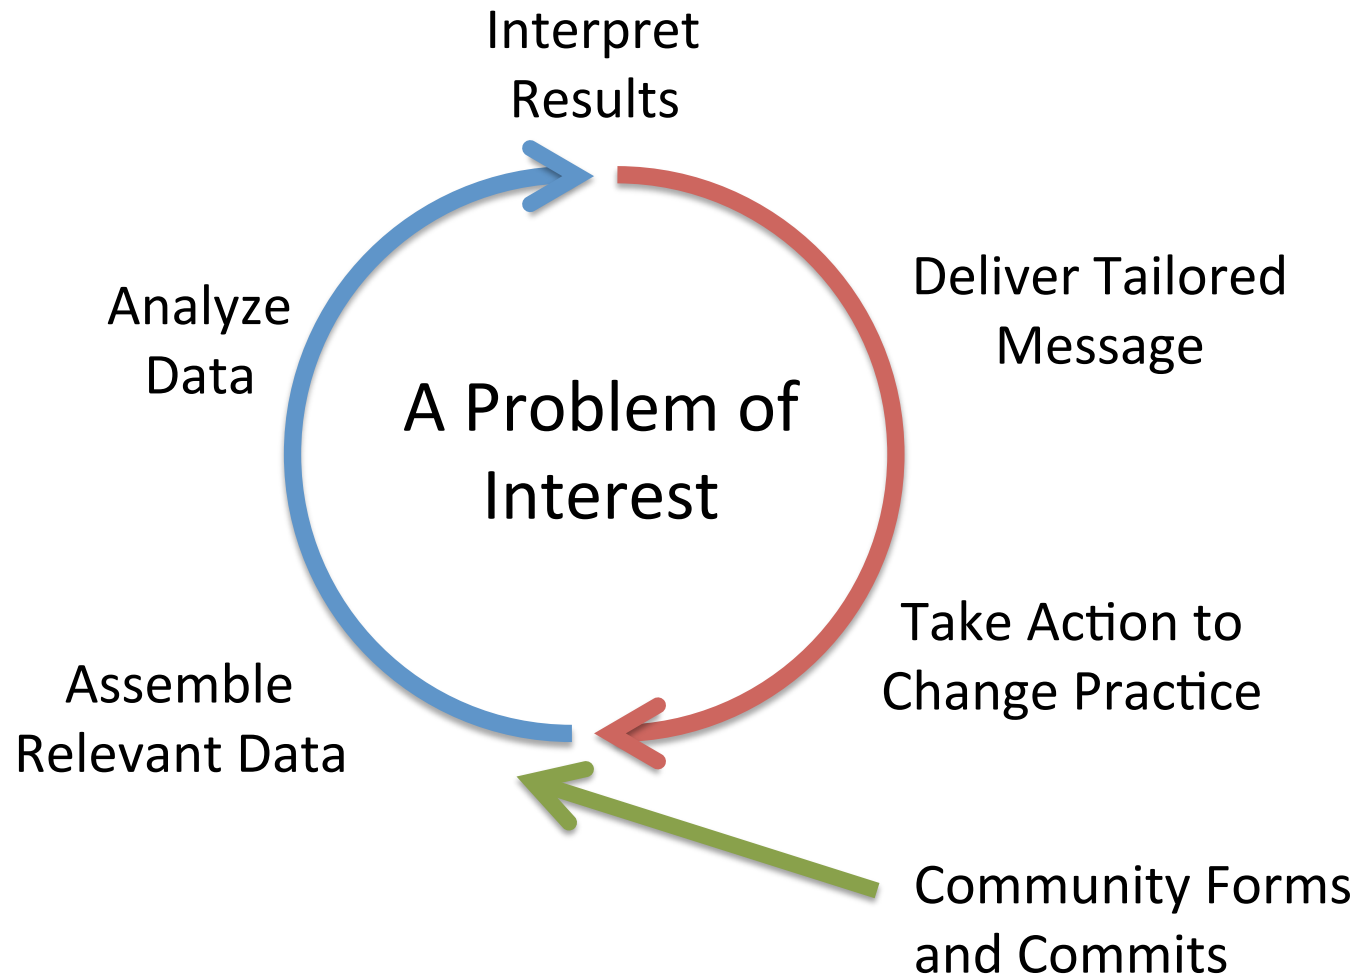 Interpret
Results
Deliver Tailored
Message
Analyze
Data
A Problem of
Interest
Take Action to
Change Practice
Assemble
Relevant Data
Community Forms
and Commits